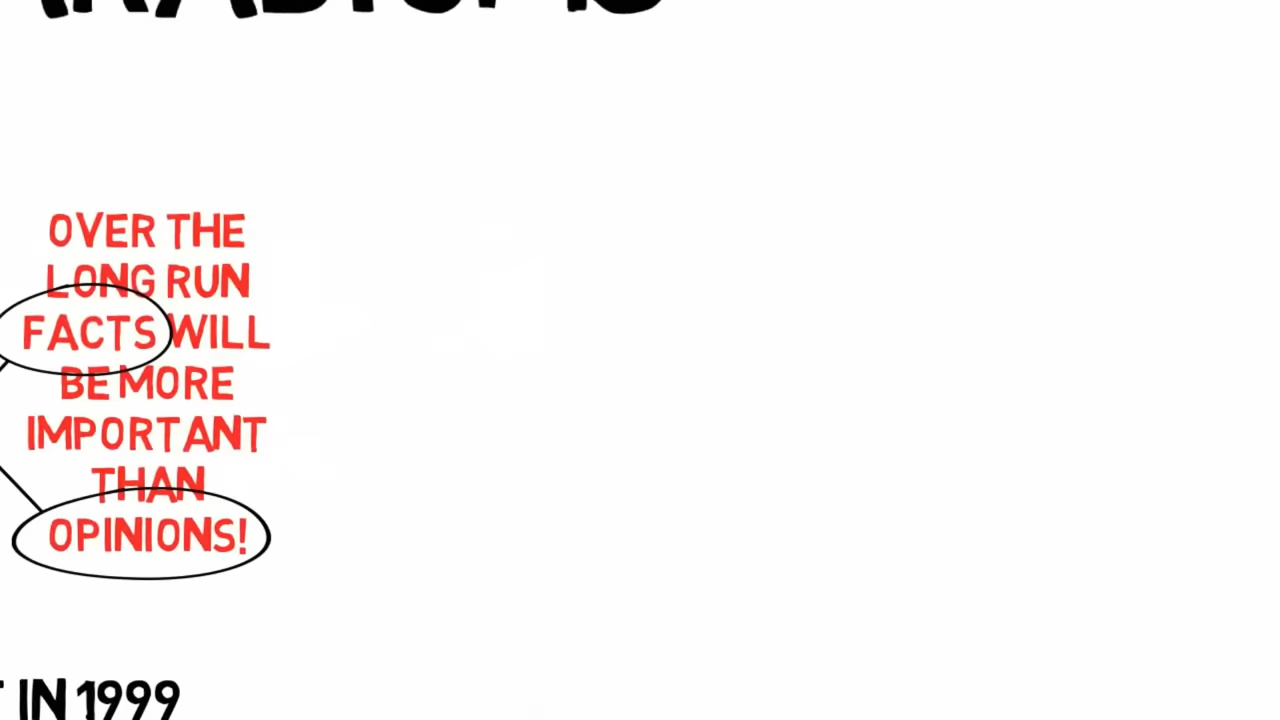 OVER THE
LONG RUN
FACTS WILL
BE MORE
IMPORTANT
THAN
OPINIONS!
IN 1999